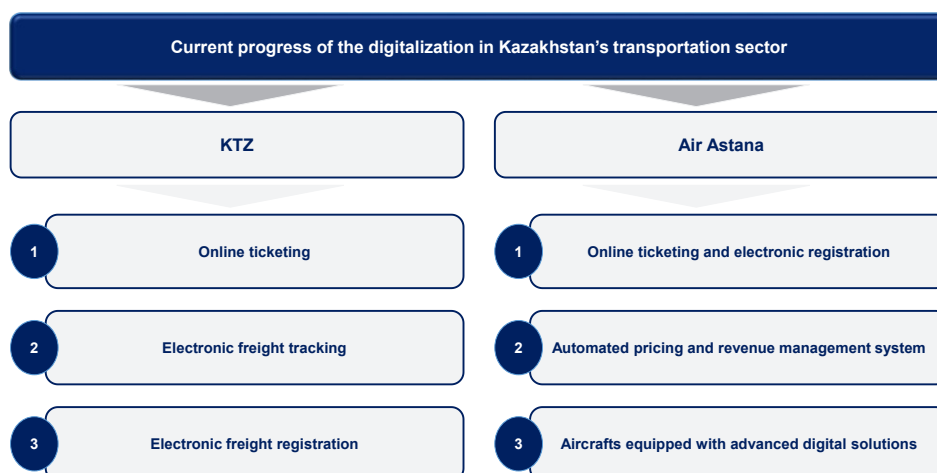 Current progress of the digitalization in Kazakhstan's transportation sector
KTZ
1
Online ticketing
2
Electronic freight tracking
3
Electronic freight registration
Air Astana
1
Online ticketing and electronic registration
2
Automated pricing and revenue management system
3
Aircrafts equipped with advanced digital solutions